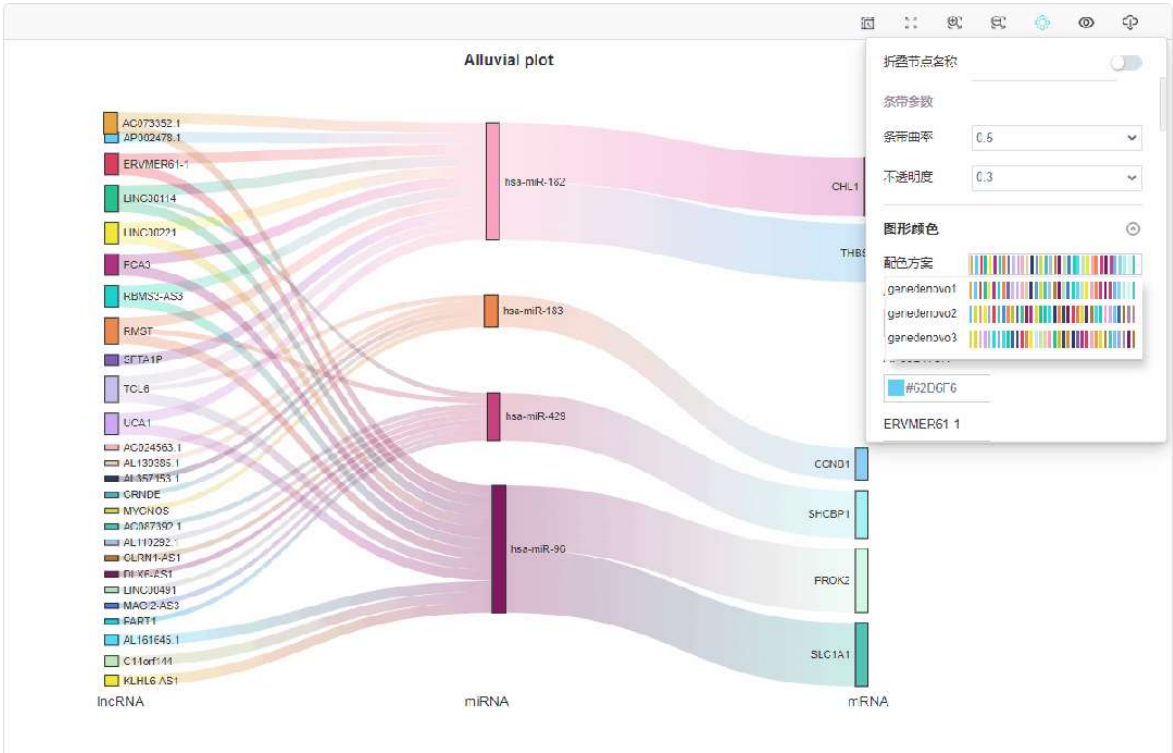 Alluvial plot
折叠节点名称
条带参数
条带曲率
0.5
不透明度
0.3
图形颜色
配色方案
genedenovo1
genedenovo2
genedenovo3
#62D6F6
ERVMER61-1
AC073352.1
AP002478.1
ERVMER61-1
LINC00114
LINC00221
PCA3
RBMS3-AS3
RMST
SFTA1P
TCL6
UCA1
AC024563.1
AL139385.1
AL357153.1
CRNDE
MYCNOS
AC087392.1
AL110292.1
CLRN1-AS1
DLX6-AS1
LINC00491
MAGI2-AS3
PART1
AL161645.1
C14orf144
KLHL6-AS1
lncRNA
hsa-miR-182
hsa-miR-183
hsa-miR-429
hsa-miR-96
miRNA
CHL1
THBS
CCNB1
SHCBP1
PROK2
SLC1A1
mRNA